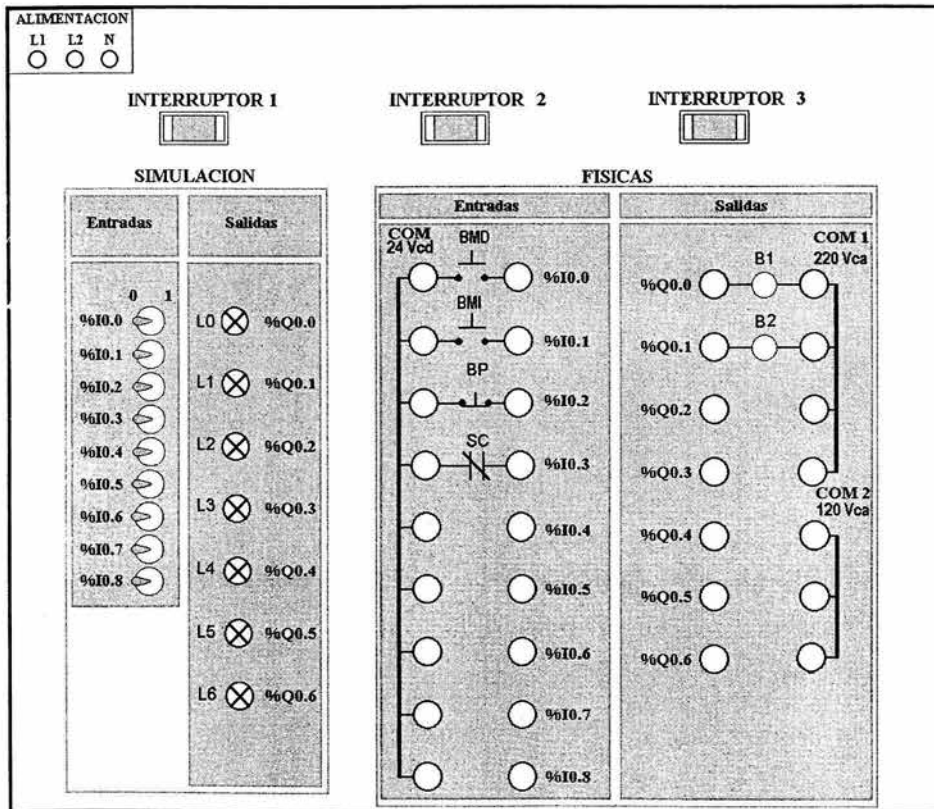 ALIMENTACION
L1 L2 N
INTERRUPTOR 1
INTERRUPTOR 2
INTERRUPTOR 3
SIMULACION
Entradas
Salidas
0 1
%I0.0
%I0.1
%I0.2
%I0.3
%I0.4
%I0.5
%I0.6
%I0.7
%I0.8
L0 %Q0.0
L1 %Q0.1
L2 %Q0.2
L3 %Q0.3
L4 %Q0.4
L5 %Q0.5
L6 %Q0.6
FISICAS
Entradas
COM
24 Vcd
BMD
%I0.0
BMI
%I0.1
BP
%I0.2
SC
%I0.3
%I0.4
%I0.5
%I0.6
%I0.7
%I0.8
Salidas
COM 1
220 Vca
B1
%Q0.0
B2
%Q0.1
%Q0.2
%Q0.3
COM 2
120 Vca
%Q0.4
%Q0.5
%Q0.6